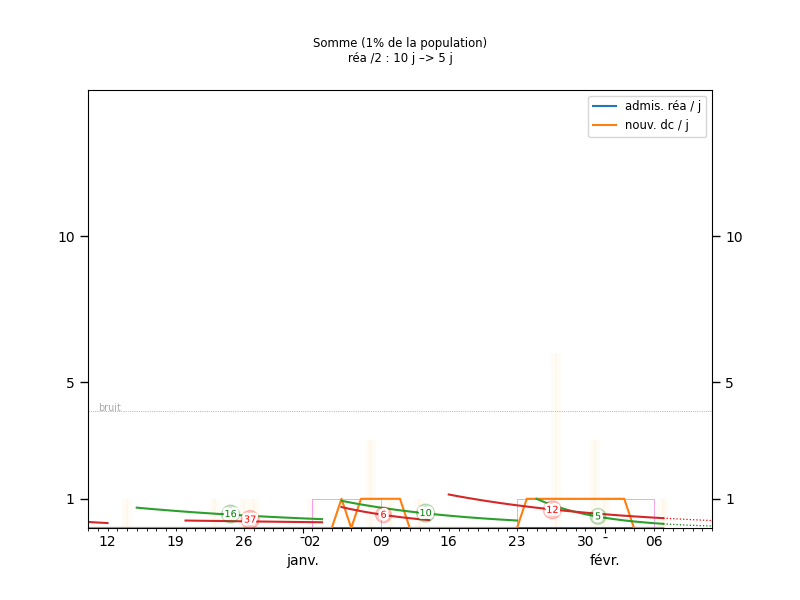 Somme (1% de la population)
réa /2 : 10 j –> 5 j
admis. réa / j
nouv. dc / j
10 10
5 5
bruit
1 1
16 37 6 10 12 5
12 19 26 02 09 16 23 30 06
janv. févr.